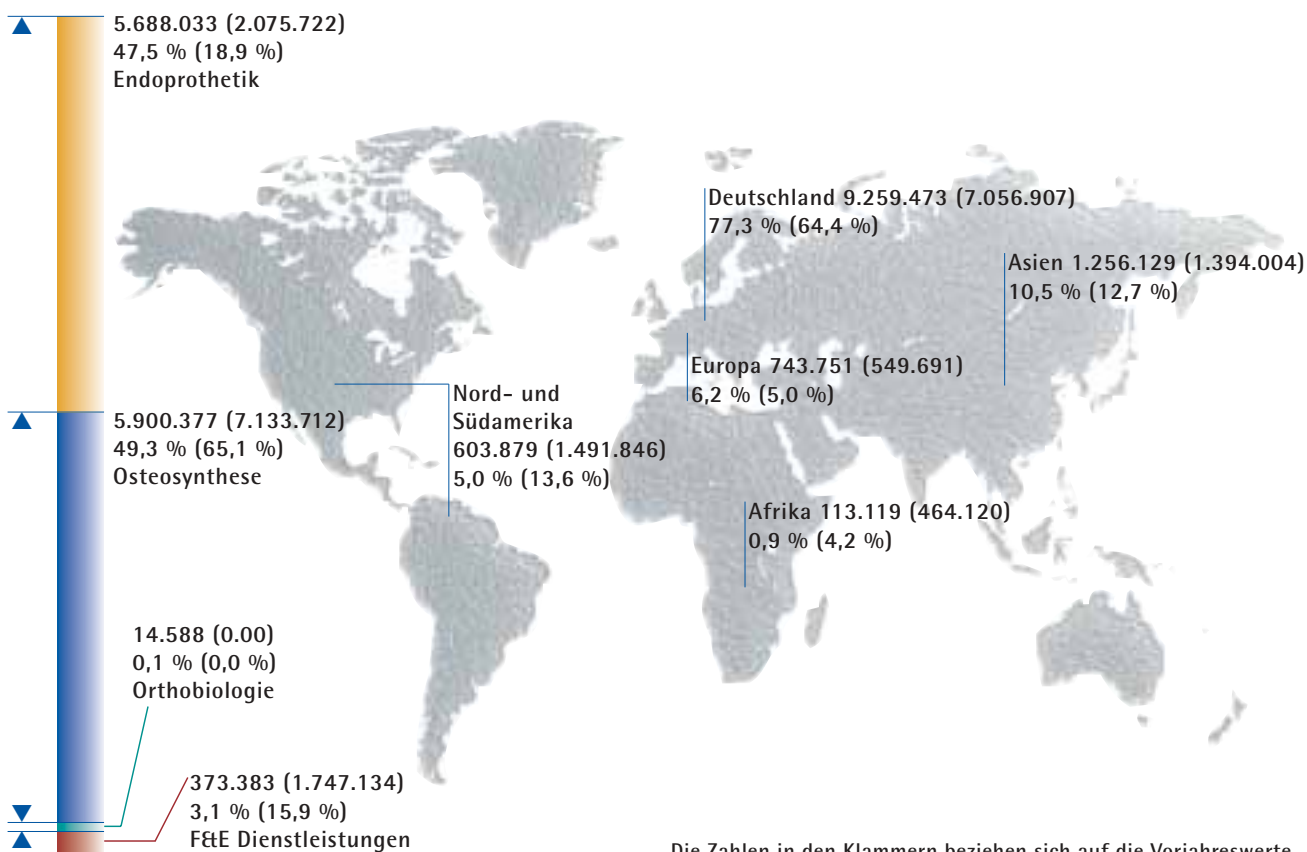 5.688.033 (2.075.722)
47,5 % (18,9 %)
Endoprothetik
Deutschland 9.259.473 (7.056.907)
77,3 % (64,4 %)
Asien 1.256.129 (1.394.004)
10,5 % (12,7 %)
Europa 743.751 (549.691)
6,2 % (5,0 %)
Nord- und
Südamerika
603.879 (1.491.846)
5,0 % (13,6 %)
5.900.377 (7.133.712)
49,3 % (65,1 %)
Osteosynthese
Afrika 113.119 (464.120)
0,9 % (4,2 %)
14.588 (0.00)
0,1 % (0,0 %)
Orthobiologie
373.383 (1.747.134)
3,1 % (15,9 %)
F&E Dienstleistungen
Die Zahlen in den Klammern beziehen sich auf die Vorjahreswerte